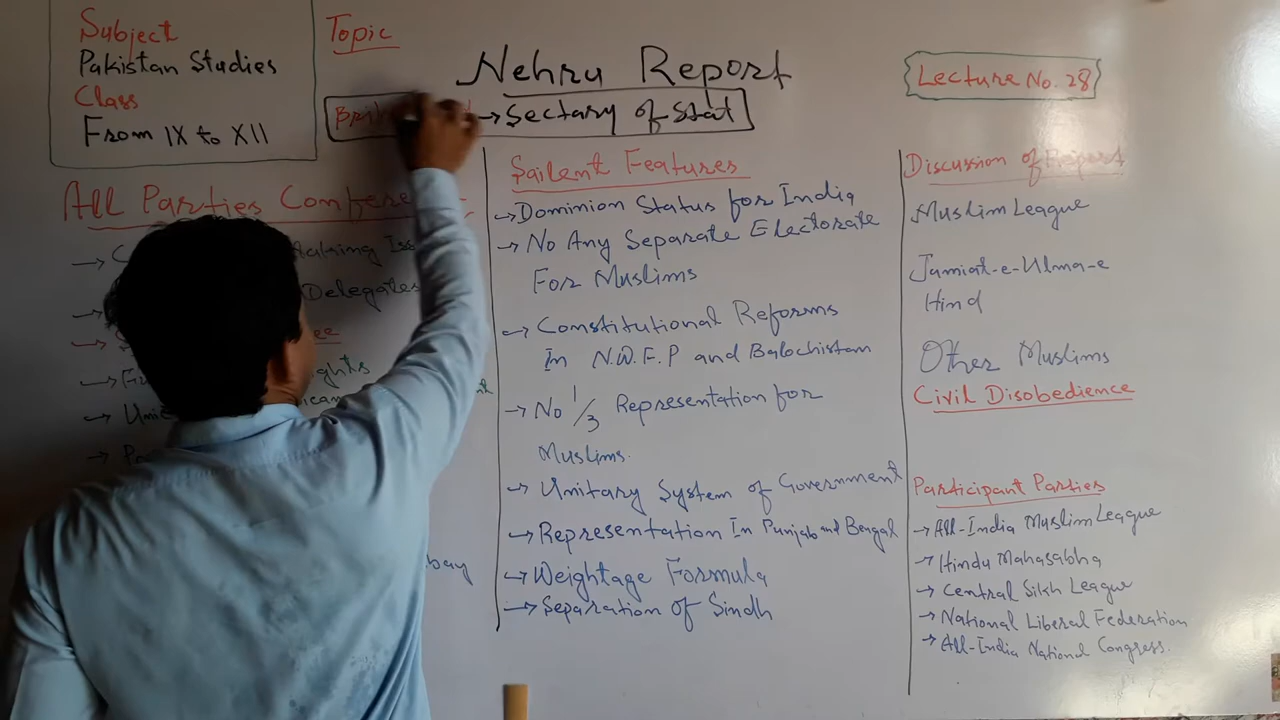 Subject
Pakistan Studies
Class
From IX to XII
Topic
Nehru Report
→ Sectary of Stat
Lecture No. 28
All Parties
Delegates
Sailent Features
→ Dominion Status for India
→ No Any Separate Electorate
For Muslims
→ Constitutional Reforms
In N.W.F.P and Balochistan
→ No 1/3 Representation for
Muslims.
→ Unitary System of Government
→ Representation In Punjab and Bengal
→ Weightage Formula
→ Separation of Sindh
Discussion of Report
Muslim League
Jamiat-e-Ulma-e
Hind
Other Muslims
Civil Disobedience
Participant Parties
→ All-India Muslim League
→ Hindu Mahasabha
→ Central Sikh League
→ National Liberal Federation
→ All-India National Congress.